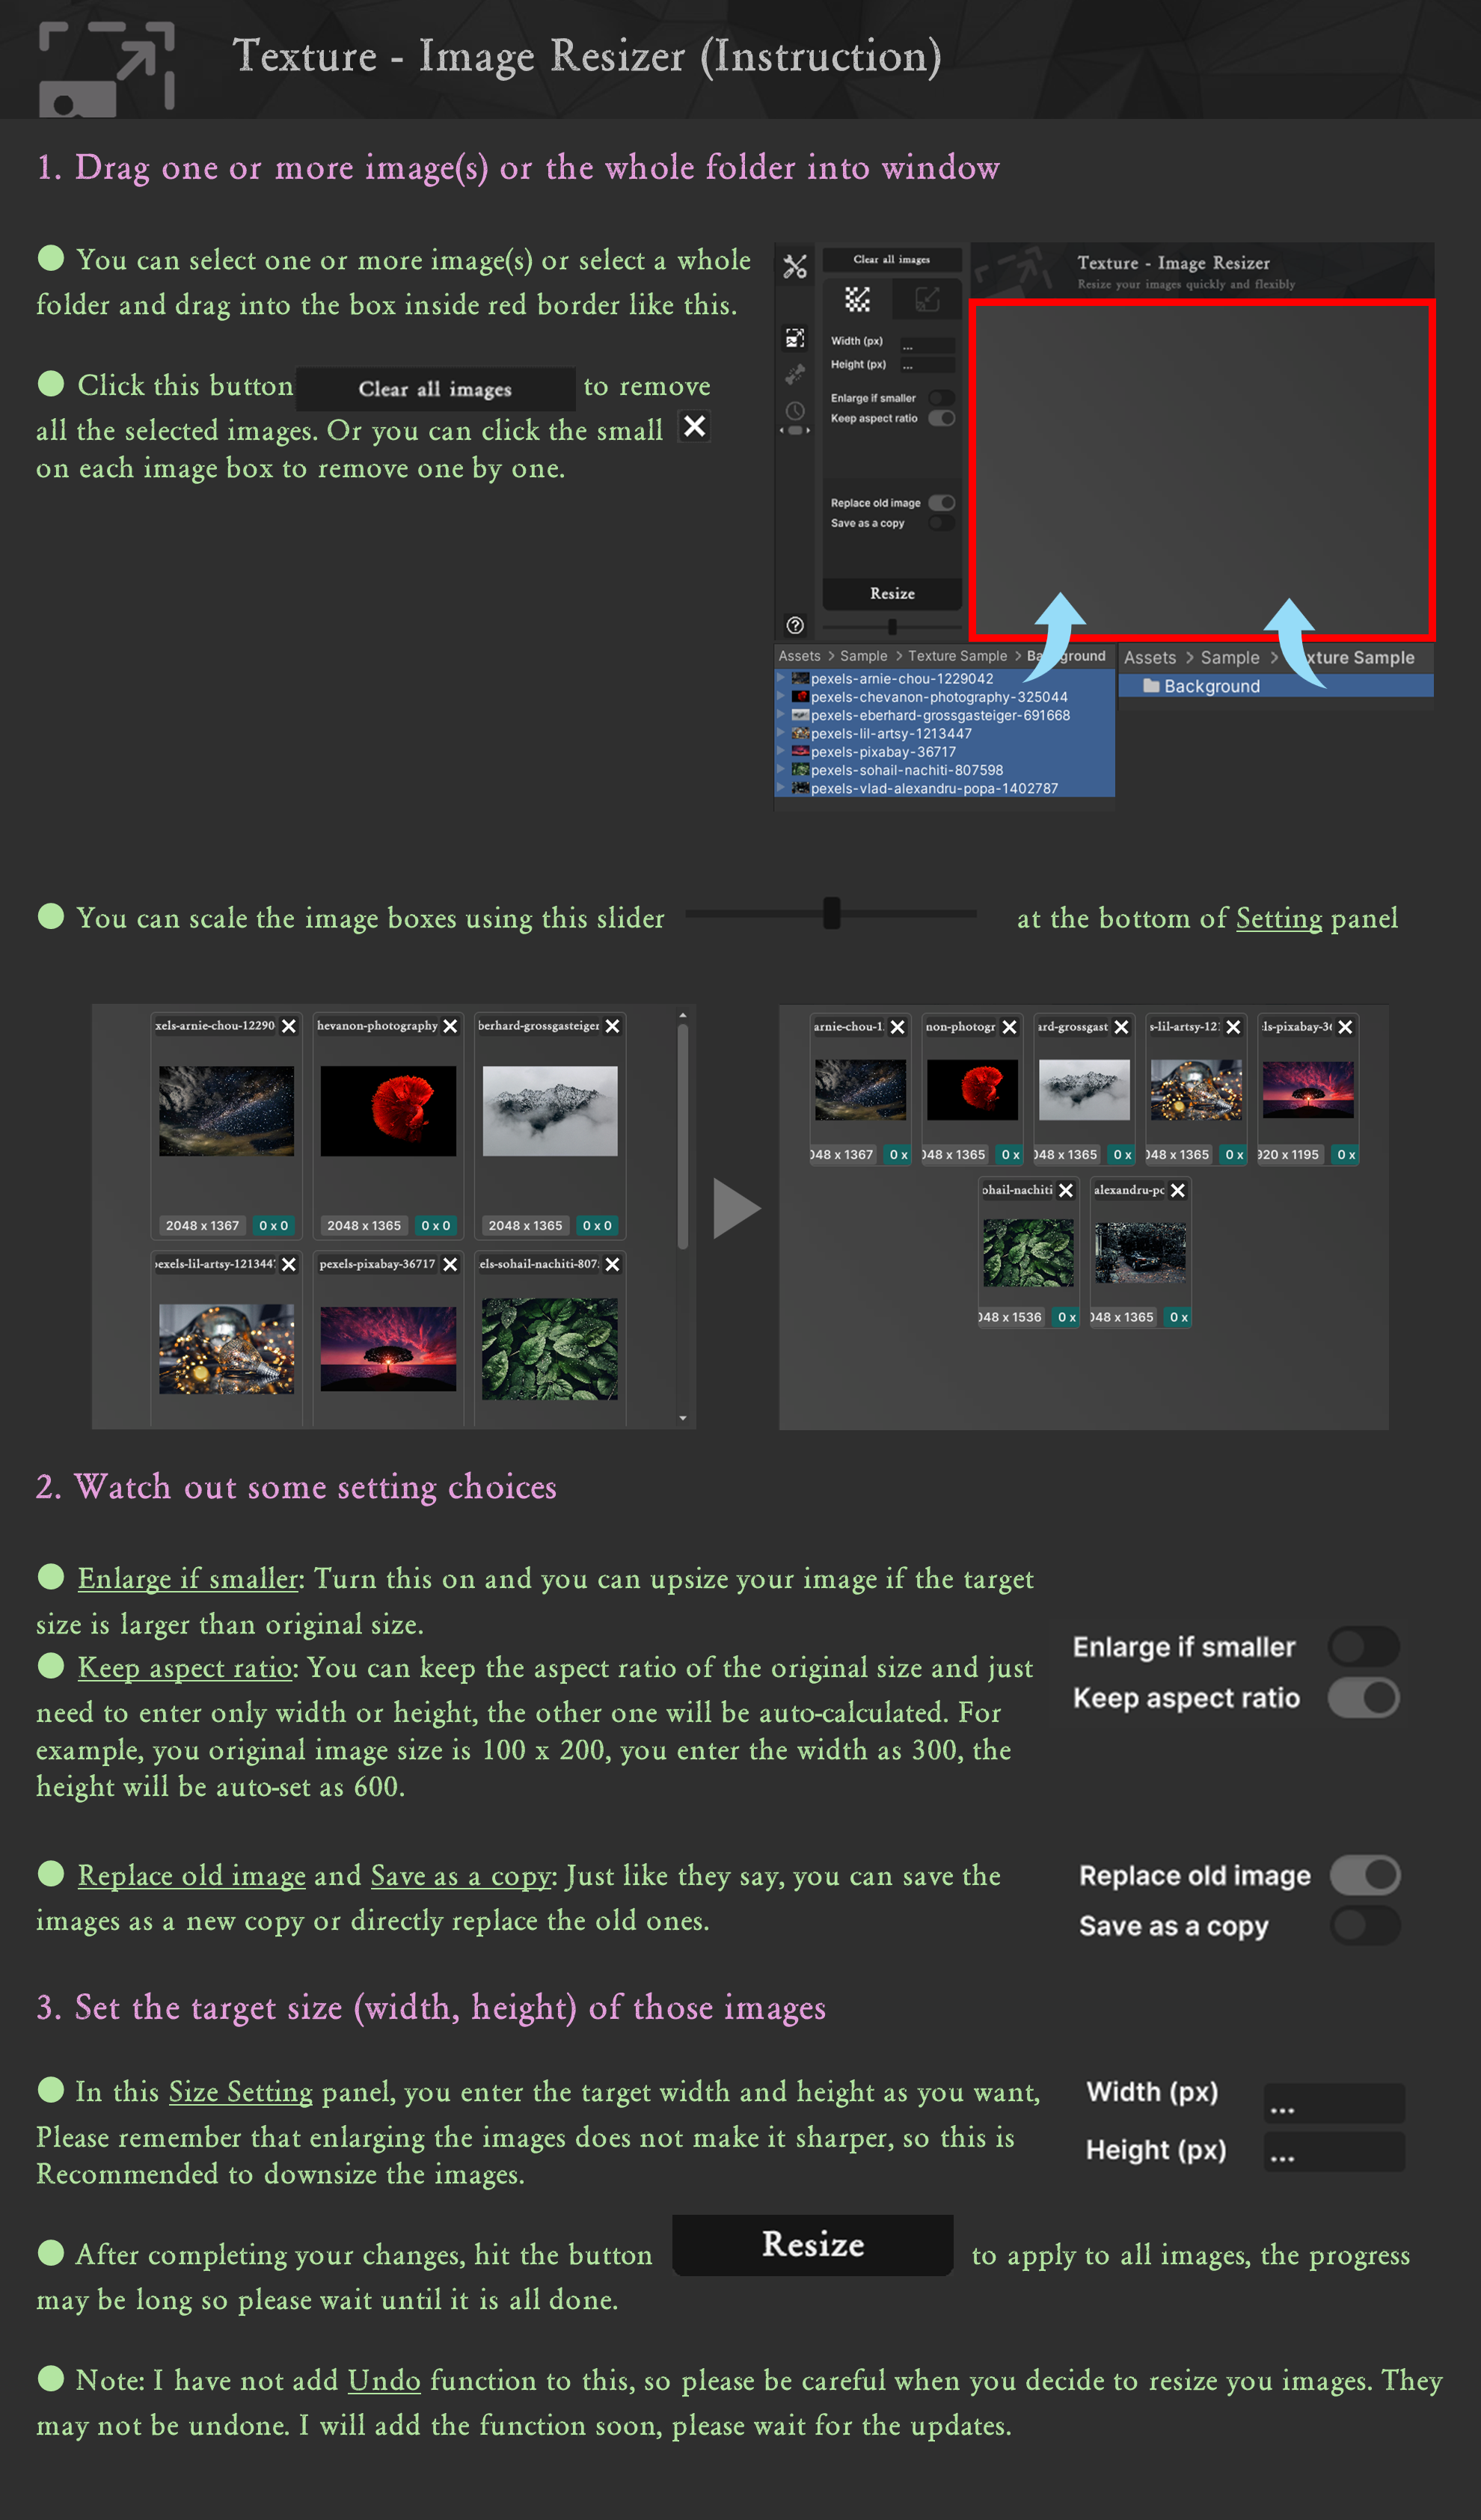 Texture - Image Resizer (Instruction)
1. Drag one or more image(s) or the whole folder into window
● You can select one or more image(s) or select a whole
folder and drag into the box inside red border like this.
● Click this button Clear all images to remove
all the selected images. Or you can click the small
on each image box to remove one by one.
Clear all images
Texture - Image Resizer
Resize your images quickly and flexibly
Width (px) ...
Height (px) ...
Enlarge if smaller
Keep aspect ratio
Replace old image
Save as a copy
Resize
Assets > Sample > Texture Sample >
pexels-arnie-chou-1229042
pexels-chevanon-photography-325044
pexels-eberhard-grossgasteiger-691668
pexels-lil-artsy-1213447
pexels-pixabay-36717
pexels-sohail-nachiti-807598
pexels-vlad-alexandru-popa-1402787
Assets > Sample > xture Sample
Background
● You can scale the image boxes using this slider at the bottom of Setting panel
xels-arnie-chou-12290 hevanon-photography berhard-grossgasteiger
2048 x 1367 0 x 0 2048 x 1365 0 x 0 2048 x 1365 0 x 0
pexels-lil-artsy-121344 pexels-pixabay-36717 els-sohail-nachiti-807
arnie-chou-1 non-photogr ard-grossgast s-lil-artsy-12 ls-pixabay-3
048 x 1367 0 x 048 x 1365 0 x 048 x 1365 0 x 048 x 1365 0 x 920 x 1195 0 x
ohail-nachiti alexandru-po
048 x 1536 0 x 048 x 1365 0 x
2. Watch out some setting choices
● Enlarge if smaller: Turn this on and you can upsize your image if the target
size is larger than original size.
● Keep aspect ratio: You can keep the aspect ratio of the original size and just
need to enter only width or height, the other one will be auto-calculated. For
example, you original image size is 100 x 200, you enter the width as 300, the
height will be auto-set as 600.
Enlarge if smaller
Keep aspect ratio
● Replace old image and Save as a copy: Just like they say, you can save the
images as a new copy or directly replace the old ones.
Replace old image
Save as a copy
3. Set the target size (width, height) of those images
● In this Size Setting panel, you enter the target width and height as you want,
Please remember that enlarging the images does not make it sharper, so this is
Recommended to downsize the images.
Width (px) ...
Height (px) ...
● After completing your changes, hit the button Resize to apply to all images, the progress
may be long so please wait until it is all done.
● Note: I have not add Undo function to this, so please be careful when you decide to resize you images. They
may not be undone. I will add the function soon, please wait for the updates.